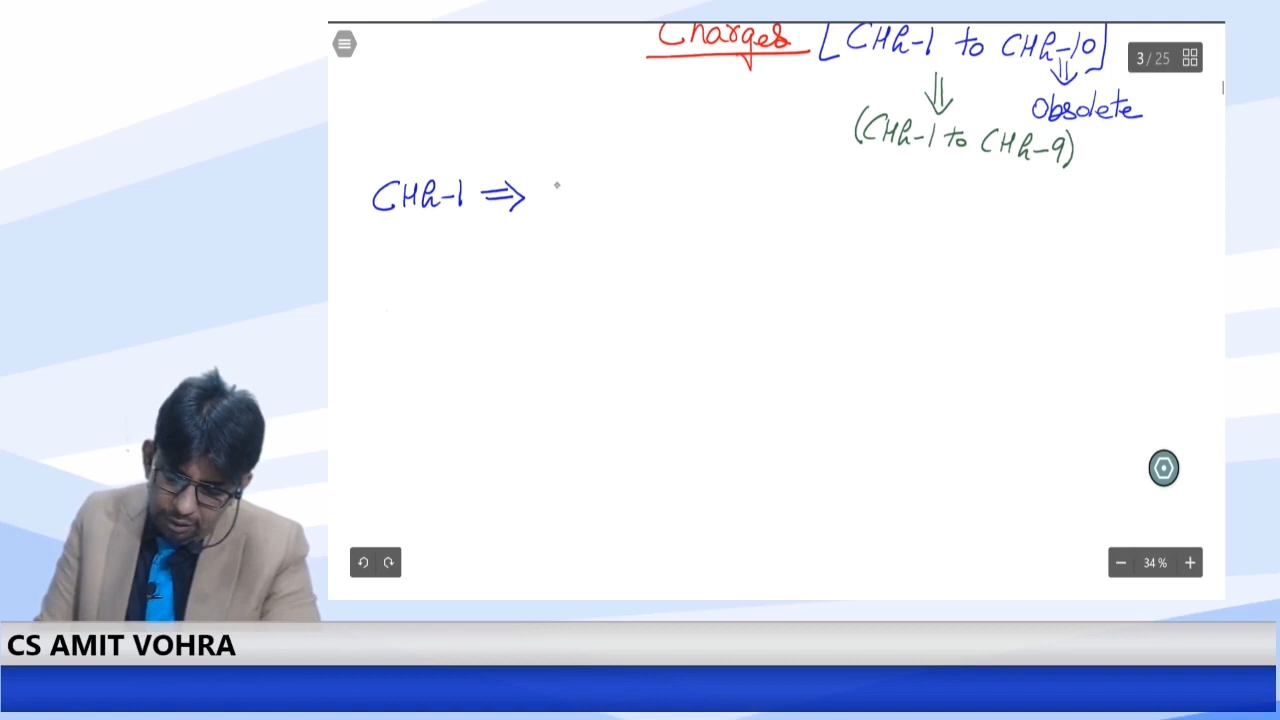 Charges [CHG-1 to CHG-10]
3 / 25
Obsolete
(CHG-1 to CHG-9)
CHG-1 ⇒
34 %
CS AMIT VOHRA